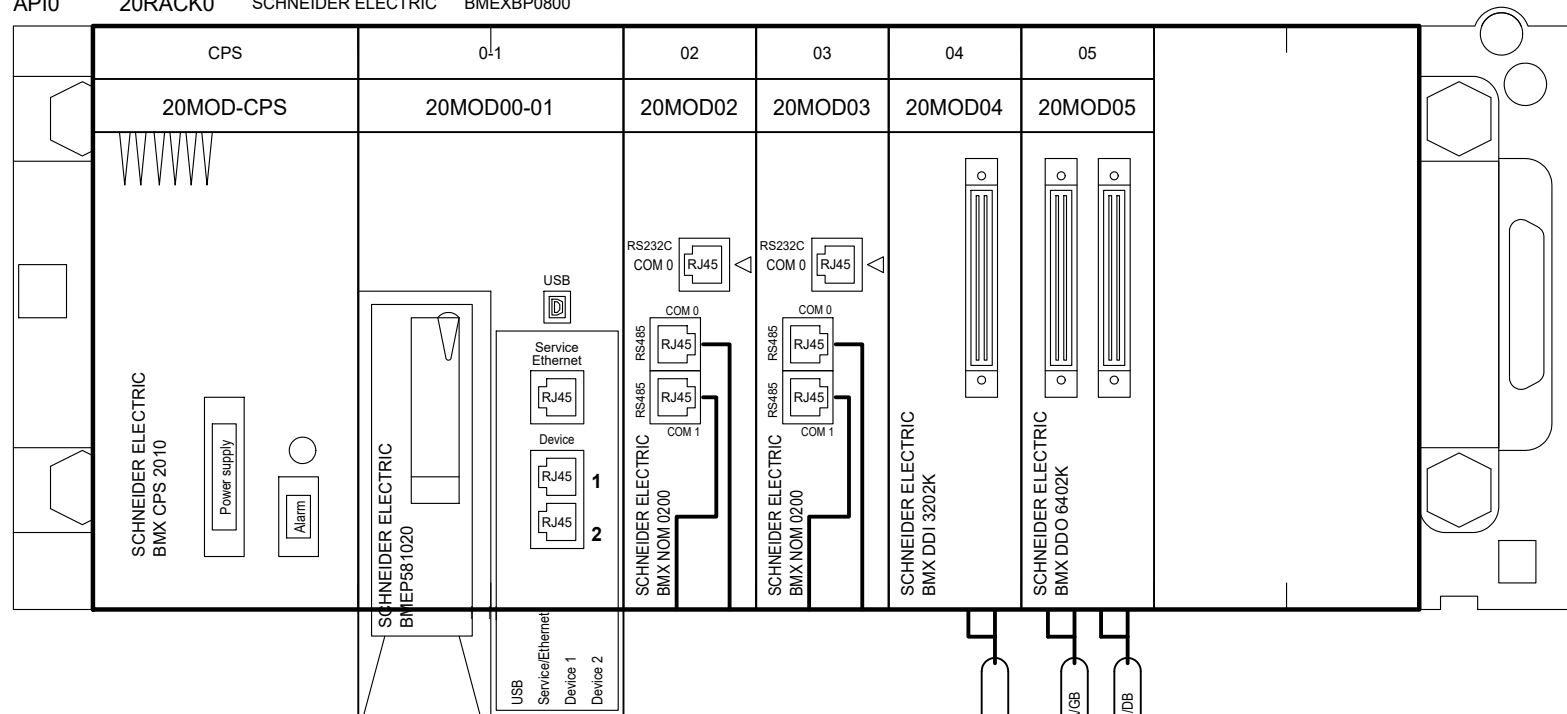 API0 20RACK0 SCHNEIDER ELECTRIC BMEXBP0800
CPS 0-1 02 03 04 05
20MOD-CPS 20MOD00-01 20MOD02 20MOD03 20MOD04 20MOD05
SCHNEIDER ELECTRIC
BMX CPS 2010
Power supply
Alarm
SCHNEIDER ELECTRIC
BMEP581020
USB
Service
Ethernet
RJ45
Device
RJ45 1
RJ45 2
USB
Service/Ethernet
Device 1
Device 2
RS232C
COM 0 RJ45
COM 0
RS485 RJ45
RS485 RJ45
COM 1
SCHNEIDER ELECTRIC
BMX NOM 0200
RS232C
COM 0 RJ45
COM 0
RS485 RJ45
RS485 RJ45
COM 1
SCHNEIDER ELECTRIC
BMX NOM 0200
SCHNEIDER ELECTRIC
BMX DDI 3202K
SCHNEIDER ELECTRIC
BMX DDO 6402K
/GB
/DB